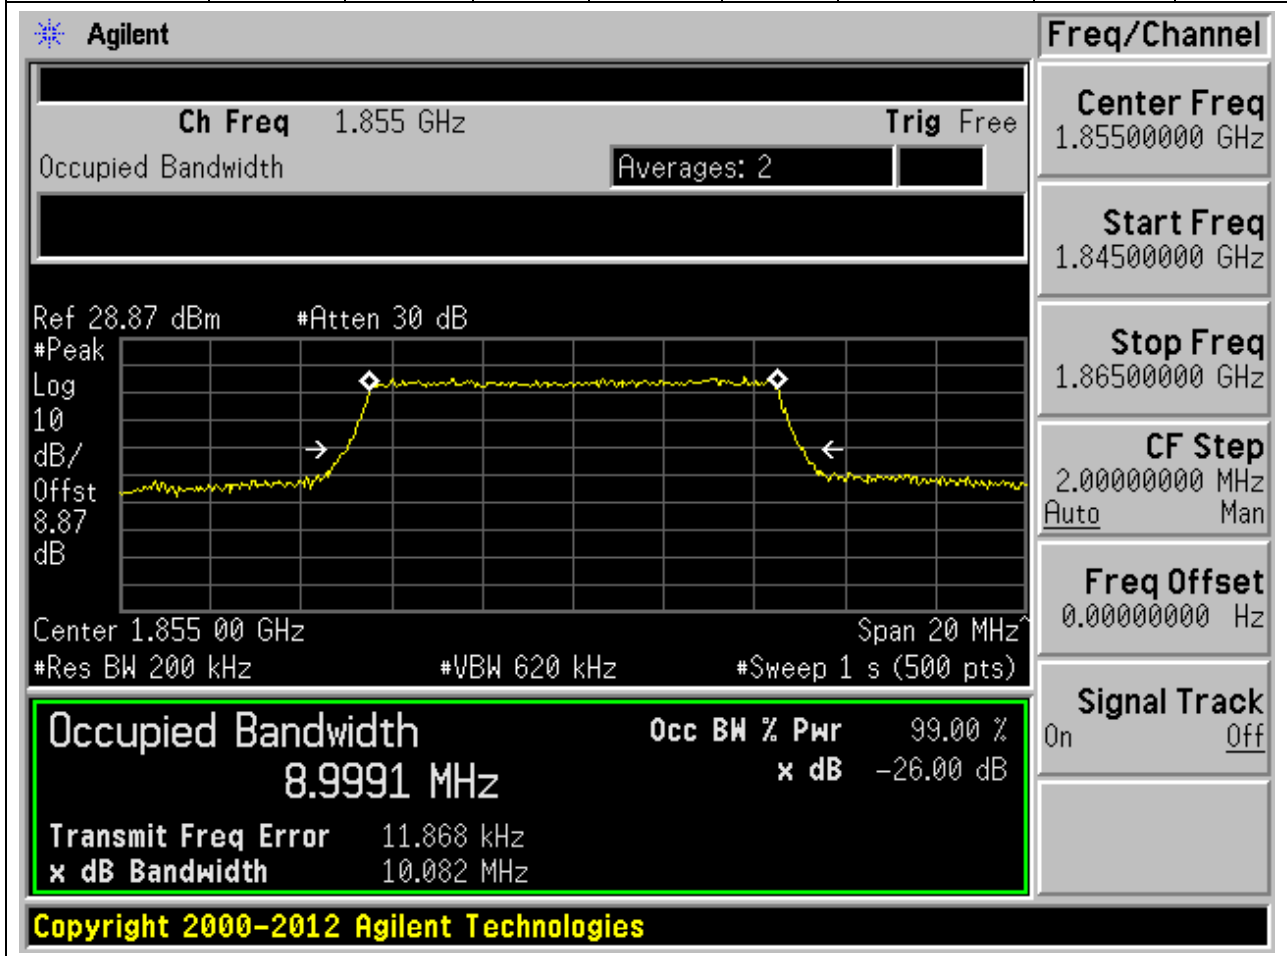 Agilent
Freq/Channel
Ch Freq 1.855 GHz Trig Free
Occupied Bandwidth Averages: 2
Center Freq
1.85500000 GHz
Start Freq
1.84500000 GHz
Stop Freq
1.86500000 GHz
CF Step
2.00000000 MHz
Auto Man
Freq Offset
0.00000000 Hz
Signal Track
On Off
Ref 28.87 dBm #Atten 30 dB
#Peak
Log
10
dB/
Offst
8.87
dB
Center 1.855 00 GHz Span 20 MHz^
#Res BW 200 kHz #VBW 620 kHz #Sweep 1 s (500 pts)
Occupied Bandwidth Occ BW % Pwr 99.00 %
8.9991 MHz x dB -26.00 dB
Transmit Freq Error 11.868 kHz
x dB Bandwidth 10.082 MHz
Copyright 2000-2012 Agilent Technologies